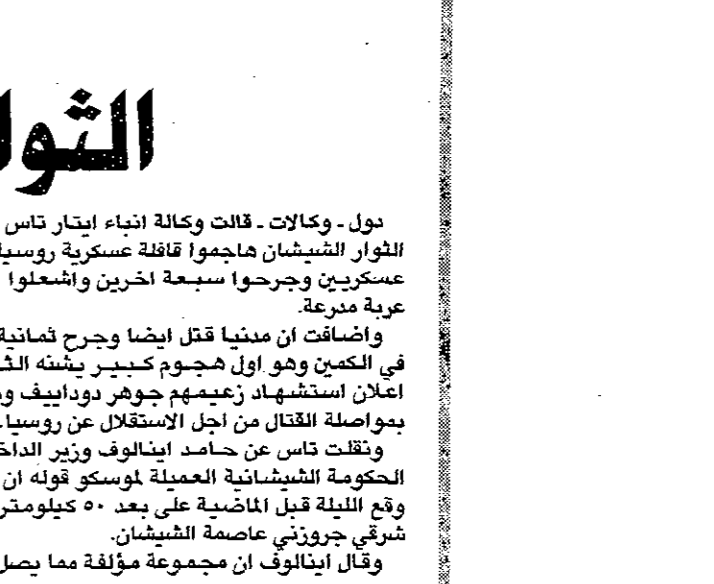 الثوا
دول ـ وكالات ـ قالت وكالة انباء ايتار تاس
الثوار الشيشان هاجموا قافلة عسكرية روسيا
عسكريين وجرحوا سبعة اخرين واشعلوا
عربة مدرعة.
واضافت ان مدنيا قتل ايضا وجرح ثمانية
في الكمين وهو اول هجوم كبير يشنه الثـ
اعلان استشهاد زعيمهم جوهر دوداييف و
بمواصلة القتال من اجل الاستقلال عن روسيا.
ونقلت تاس عن حامد اينالوف وزير الداخ
الحكومة الشيشانية العميلة لموسكو قوله ان
وقع الليلة قبل الماضية على بعد ٥٠ كيلومتر
شرقي جروزني عاصمة الشيشان.
وقال اينالوف ان مجموعة مؤلفة مما يصل